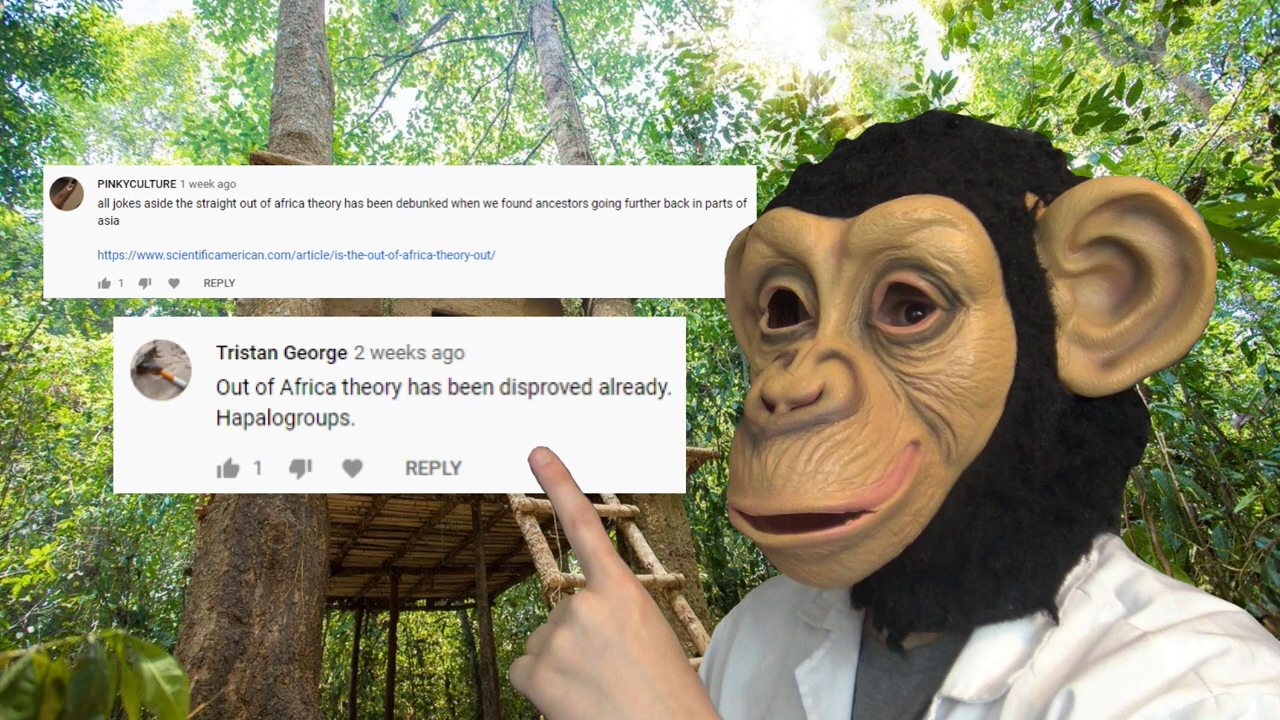 PINKYCULTURE 1 week ago
all jokes aside the straight out of africa theory has been debunked when we found ancestors going further back in parts of
asia
https://www.scientificamerican.com/article/is-the-out-of-africa-theory-out/
1 REPLY
Tristan George 2 weeks ago
Out of Africa theory has been disproved already.
Hapalogroups.
1 REPLY